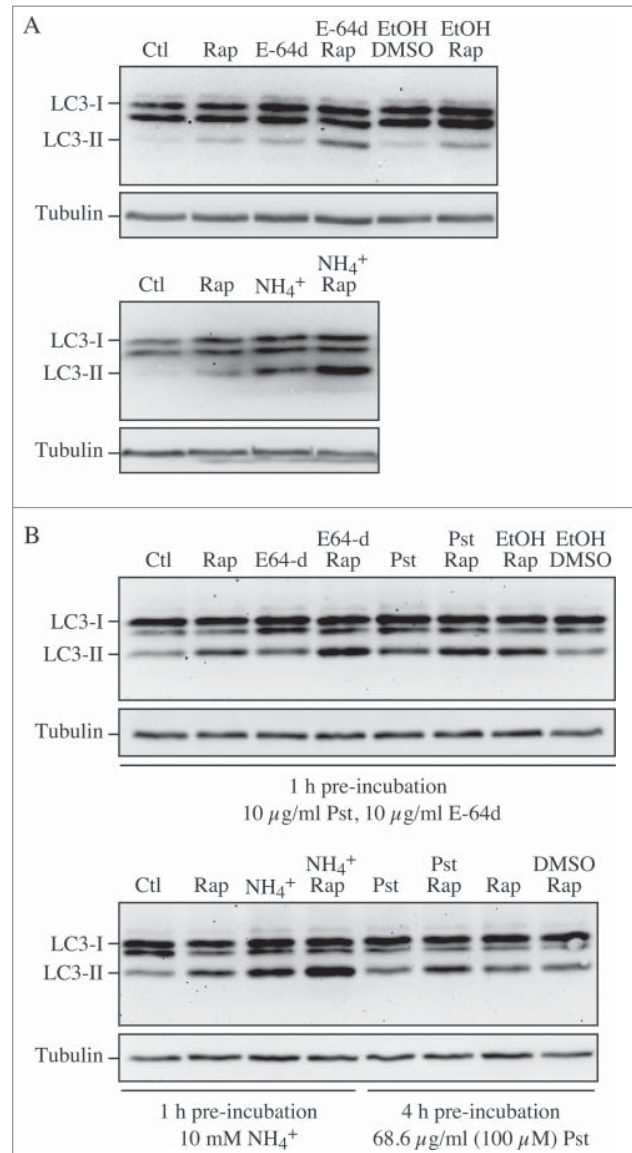 A
E-64d EtOH EtOH
Ctl Rap E-64d Rap DMSO Rap
LC3-I
LC3-II
Tubulin
NH₄⁺
Ctl Rap NH₄⁺ Rap
LC3-I
LC3-II
Tubulin
B
E64-d Pst EtOH EtOH
Ctl Rap E64-d Rap Pst Rap Rap DMSO
LC3-I
LC3-II
Tubulin
1 h pre-incubation
10 µg/ml Pst, 10 µg/ml E-64d
NH₄⁺ Pst DMSO
Ctl Rap NH₄⁺ Rap Pst Rap Rap Rap
LC3-I
LC3-II
Tubulin
1 h pre-incubation 4 h pre-incubation
10 mM NH₄⁺ 68.6 µg/ml (100 µM) Pst